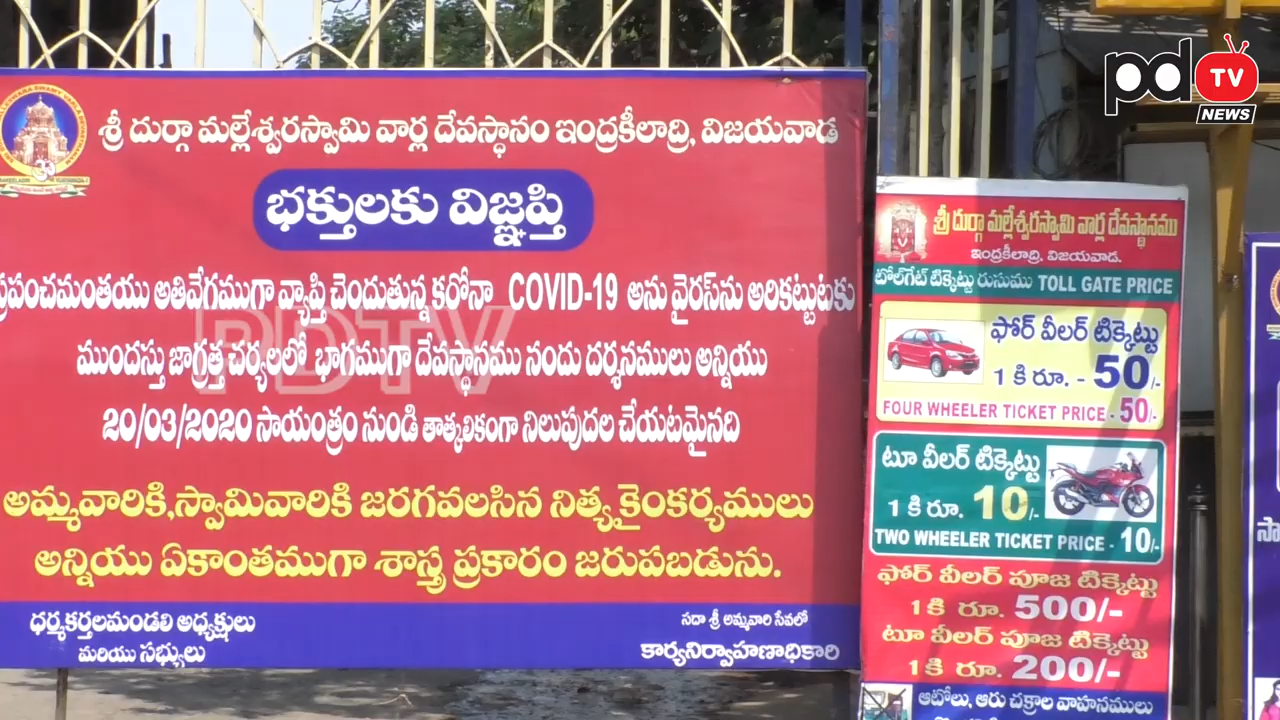 శ్రీ దుర్గా మల్లేశ్వరస్వామి వార్ల దేవస్థానం ఇంద్రకీలాద్రి, విజయవాడ
భక్తులకు విజ్ఞప్తి
ప్రపంచమంతయు అతివేగముగా వ్యాప్తి చెందుతున్న కరోనా COVID-19 అను వైరస్‌ను అరికట్టుటకు
ముందస్తు జాగ్రత్త చర్యలలో భాగముగా దేవస్థానము నందు దర్శనములు అన్నియు
20/03/2020 సాయంత్రం నుండి తాత్కలికంగా నిలుపుదల చేయటమైనది
అమ్మవారికి,స్వామివారికి జరగవలసిన నిత్యకైంకర్యములు
అన్నియు ఏకాంతముగా శాస్త్ర ప్రకారం జరుపబడును.
ధర్మకర్తలమండలి అధ్యక్షులు
మరియు సభ్యులు
సదా శ్రీ అమ్మవారి సేవలో
కార్యనిర్వాహణాధికారి
PDTV
pd TV
NEWS
శ్రీ దుర్గా మల్లేశ్వరస్వామి వార్ల దేవస్థానము
ఇంద్రకీలాద్రి, విజయవాడ.
టోల్‌గేట్ టిక్కెట్టు రుసుము TOLL GATE PRICE
ఫోర్ వీలర్ టిక్కెట్టు
1 కి రూ. - 50/-
FOUR WHEELER TICKET PRICE - 50/-
టూ వీలర్ టిక్కెట్టు
1 కి రూ. 10/-
TWO WHEELER TICKET PRICE - 10/-
ఫోర్ వీలర్ పూజ టిక్కెట్టు
1కి రూ. 500/-
టూ వీలర్ పూజ టిక్కెట్టు
1కి రూ. 200/-
ఆటోలు, ఆరు చక్రాల వాహనములు